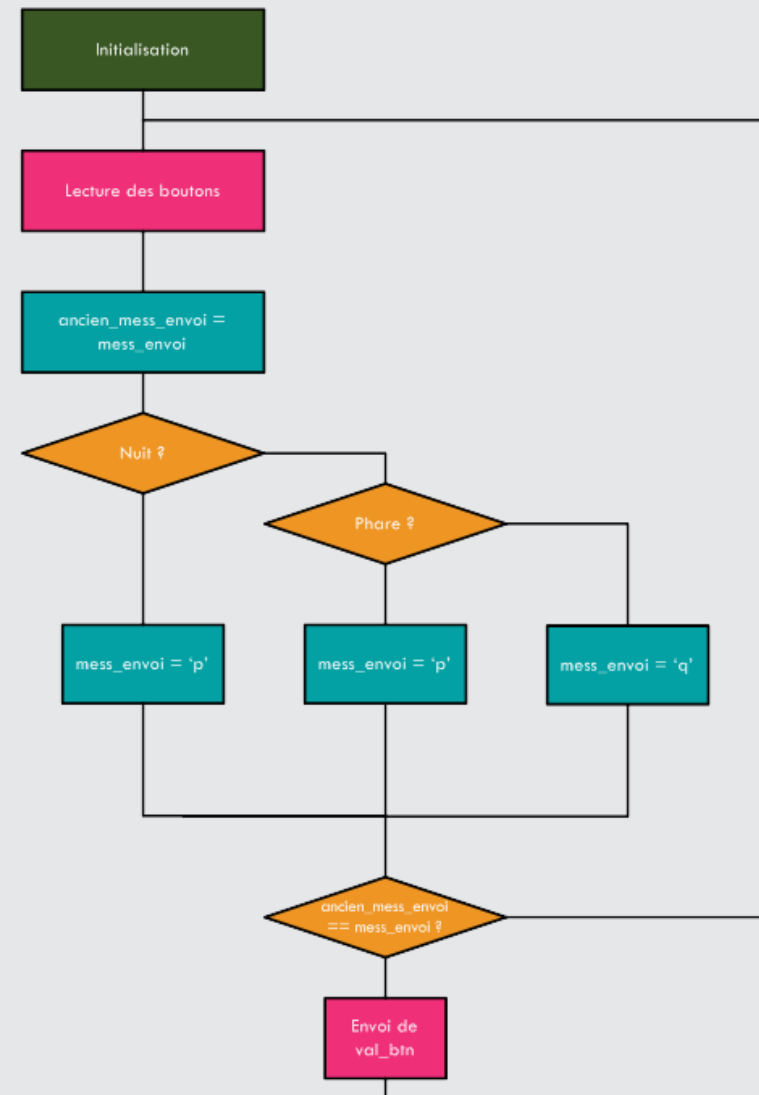 Initialisation
Lecture des boutons
ancien_mess_envoi =
mess_envoi
Nuit ?
Phare ?
mess_envoi = ‘p’
mess_envoi = ‘p’
mess_envoi = ‘q’
ancien_mess_envoi
== mess_envoi ?
Envoi de
val_btn